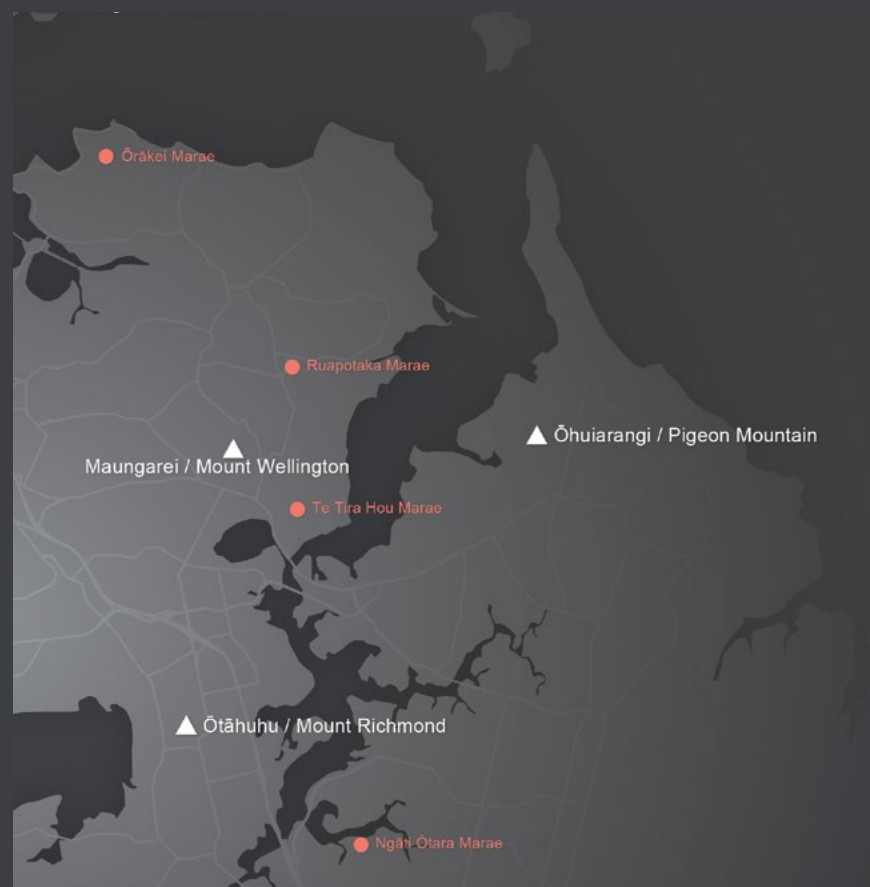 Ōrākei Marae
Ruapotaka Marae
Ōhuiarangi / Pigeon Mountain
Maungarei / Mount Wellington
Te Tira Hou Marae
Ōtāhuhu / Mount Richmond
Ngāti Ōtara Marae